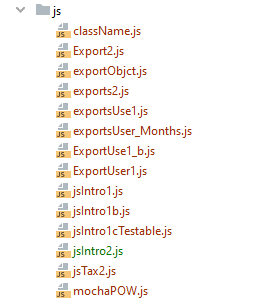 js
className.js
Export2.js
exportObjct.js
exports2.js
exportsUse1.js
exportsUser_Months.js
ExportUse1_b.js
ExportUser1.js
jsIntro1.js
jsIntro1b.js
jsIntro1cTestable.js
jsIntro2.js
jsTax2.js
mochaPOW.js